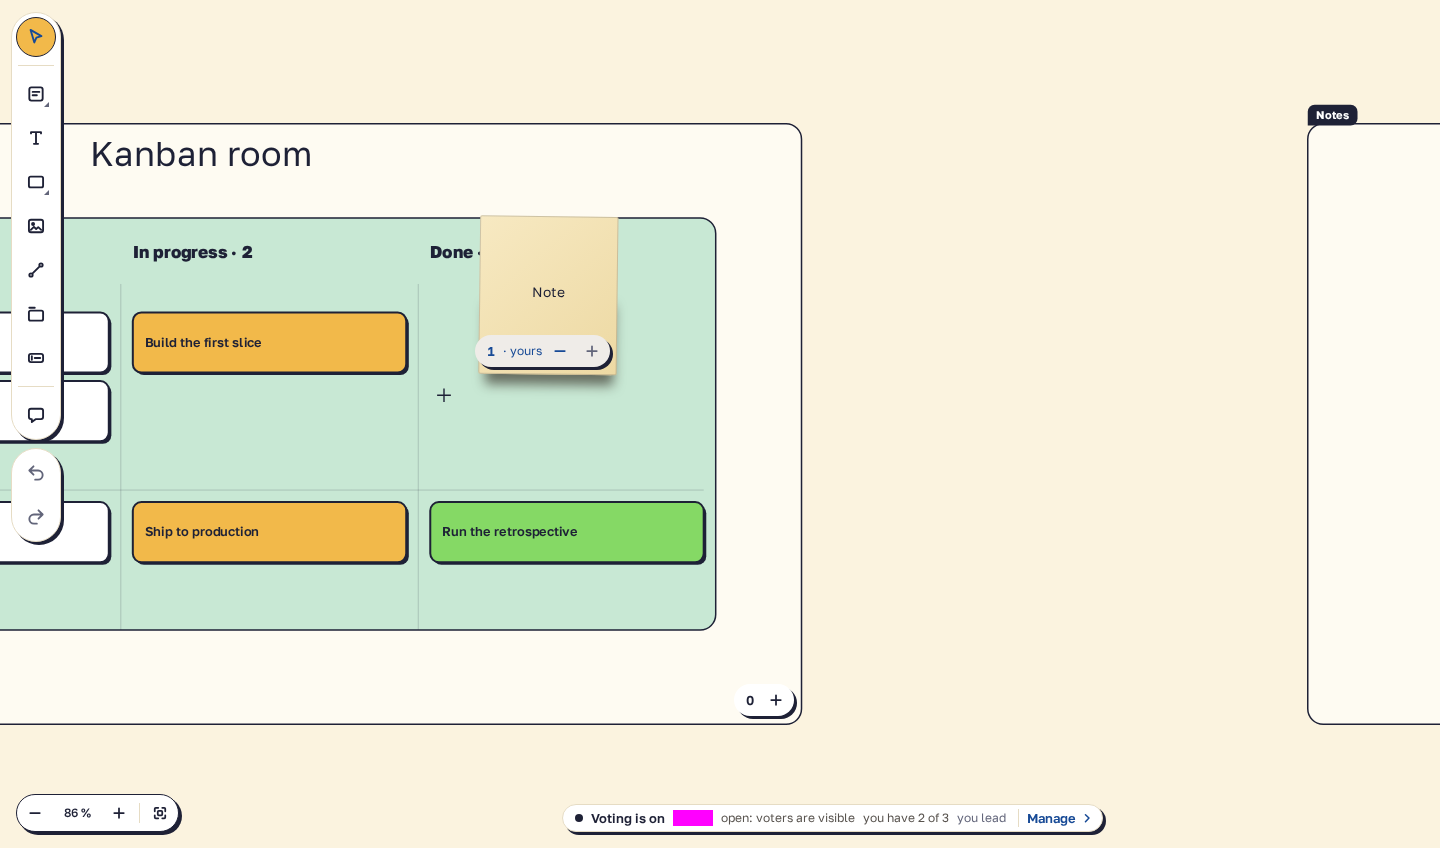 Notes
Kanban room
In progress · 2
Done ·
Note
Build the first slice
1 · yours
Ship to production
Run the retrospective
0
86 %
Voting is on open: voters are visible you have 2 of 3 you lead Manage